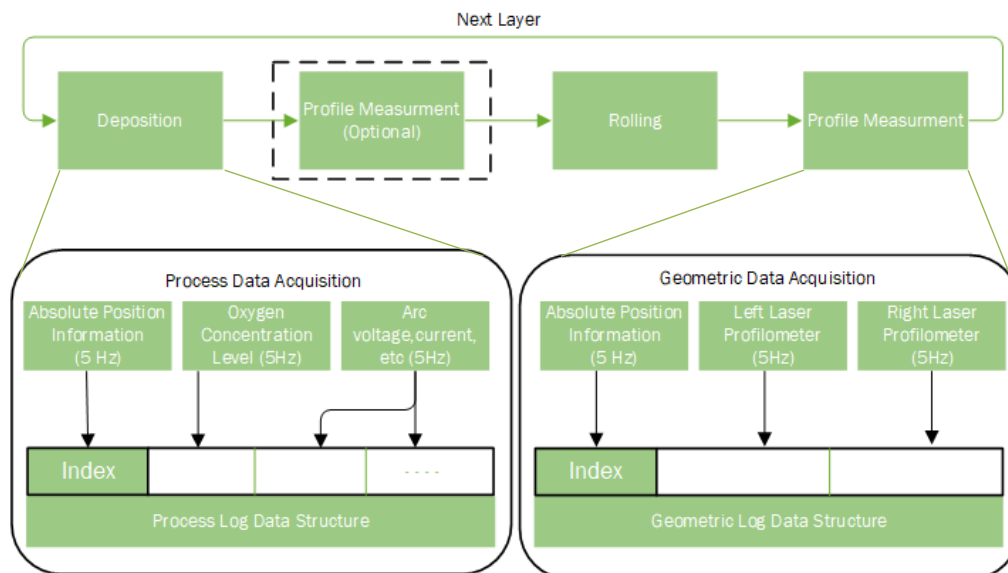 Next Layer
Deposition
Profile Measurment
(Optional)
Rolling
Profile Measurment
Process Data Acquisition
Absolute Position
Information
(5 Hz)
Oxygen
Concentration
Level (5Hz)
Arc
voltage,current,
etc (5Hz)
Index
- - - -
Process Log Data Structure
Geometric Data Acquisition
Absolute Position
Information
(5 Hz)
Left Laser
Profilometer
(5Hz)
Right Laser
Profilometer
(5Hz)
Index
Geometric Log Data Structure